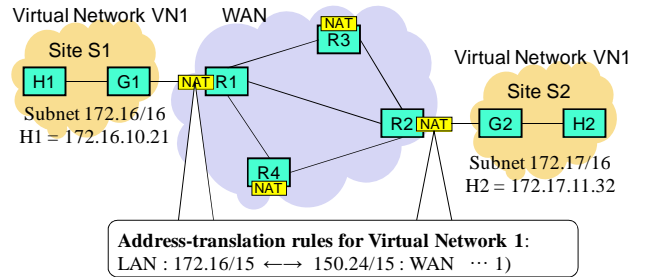 Virtual Network VN1
WAN
Site S1
H1
G1
NAT
R1
Subnet 172.16/16
H1 = 172.16.10.21
NAT
R3
R2
NAT
R4
NAT
Virtual Network VN1
Site S2
G2
H2
Subnet 172.17/16
H2 = 172.17.11.32
Address-translation rules for Virtual Network 1:
LAN : 172.16/15 ←→ 150.24/15 : WAN ⋯ 1)